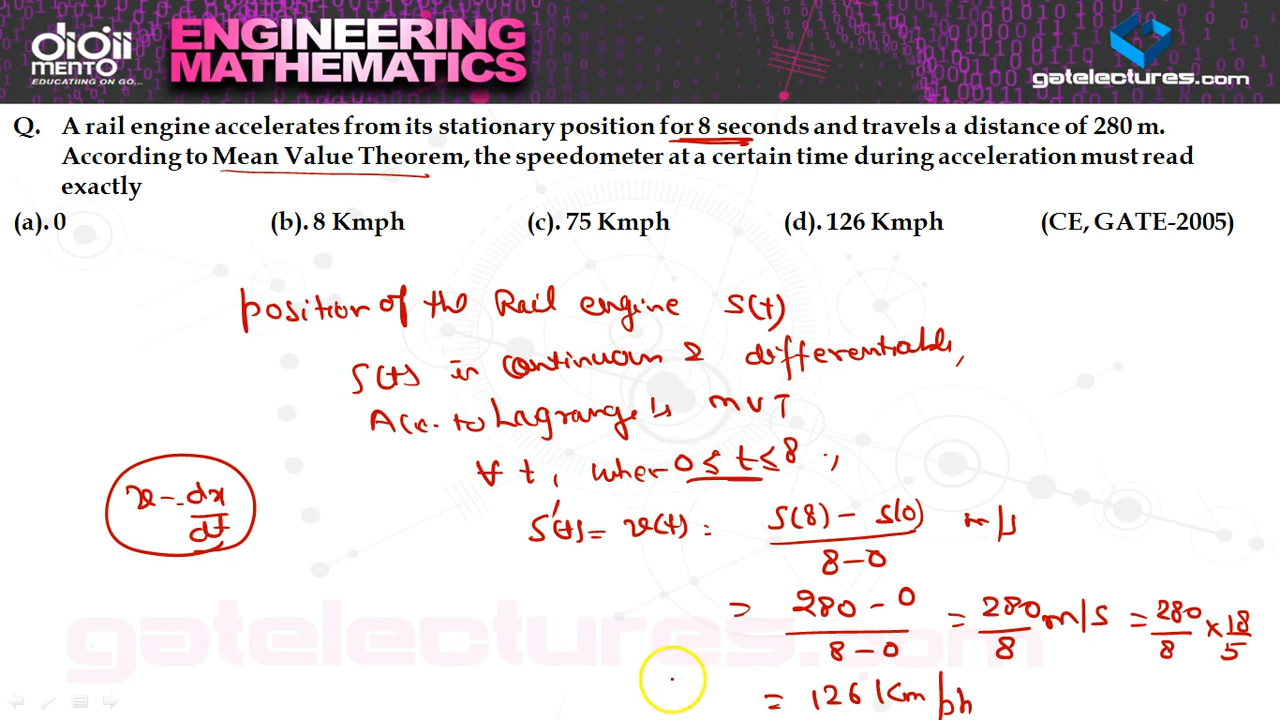 digii MENTO
EDUCATIING ON GO...
ENGINEERING
MATHEMATICS
gatelectures.com
Q. A rail engine accelerates from its stationary position for 8 seconds and travels a distance of 280 m.
According to Mean Value Theorem, the speedometer at a certain time during acceleration must read
exactly
(a). 0 (b). 8 Kmph (c). 75 Kmph (d). 126 Kmph (CE, GATE-2005)
position of the Rail engine S(t)
S(t) is continuous & differentiable,
Acc. to Lagrange's MVT
∀ t, when 0 ≤ t ≤ 8 .,
v = dx/dt
S'(t) = v(t) = (S(8) - S(0))/(8-0) m/s
= (280 - 0)/(8-0) = 280/8 m/s = 280/8 × 18/5
= 126 Km/ph
gatelectures.com